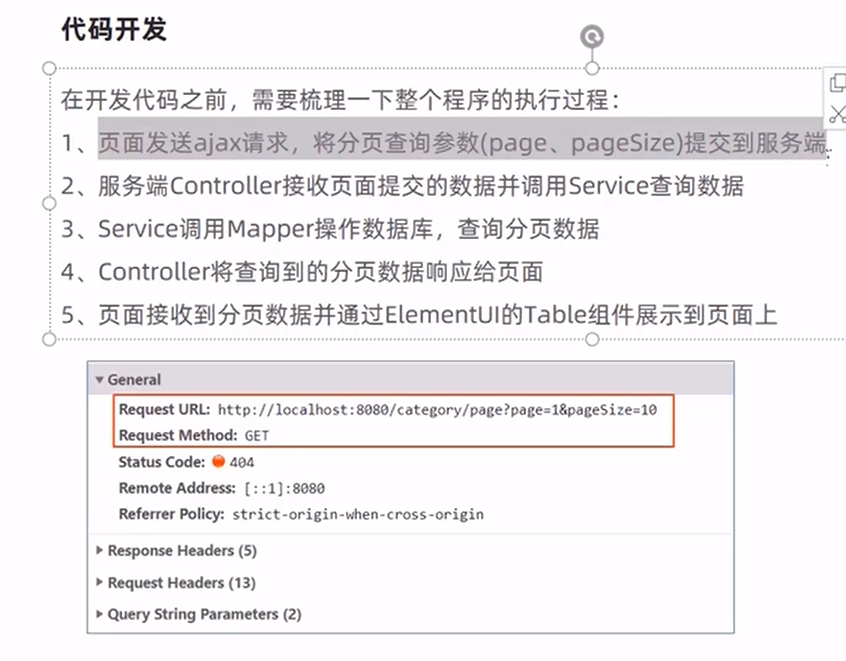 代码开发
在开发代码之前，需要梳理一下整个程序的执行过程：
1、页面发送ajax请求，将分页查询参数(page、pageSize)提交到服务端
2、服务端Controller接收页面提交的数据并调用Service查询数据
3、Service调用Mapper操作数据库，查询分页数据
4、Controller将查询到的分页数据响应给页面
5、页面接收到分页数据并通过ElementUI的Table组件展示到页面上
General
Request URL: http://localhost:8080/category/page?page=1&pageSize=10
Request Method: GET
Status Code: 404
Remote Address: [::1]:8080
Referrer Policy: strict-origin-when-cross-origin
Response Headers (5)
Request Headers (13)
Query String Parameters (2)